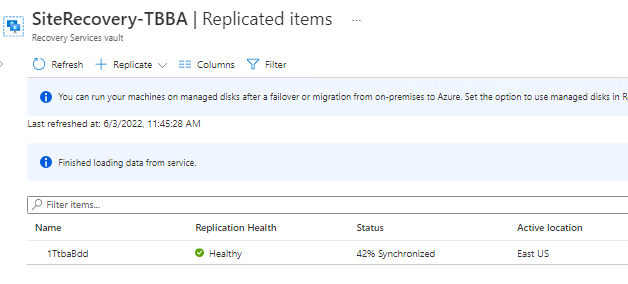 SiteRecovery-TBBA | Replicated items ...
Recovery Services vault
Refresh Replicate Columns Filter
You can run your machines on managed disks after a failover or migration from on-premises to Azure. Set the option to use managed disks in R
Last refreshed at: 6/3/2022, 11:45:28 AM
Finished loading data from service.
Filter items...
Name Replication Health Status Active location
1TtbaBdd Healthy 42% Synchronized East US